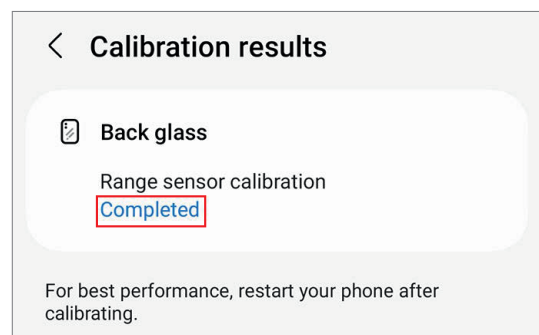 Calibration results
Back glass
Range sensor calibration
Completed
For best performance, restart your phone after
calibrating.